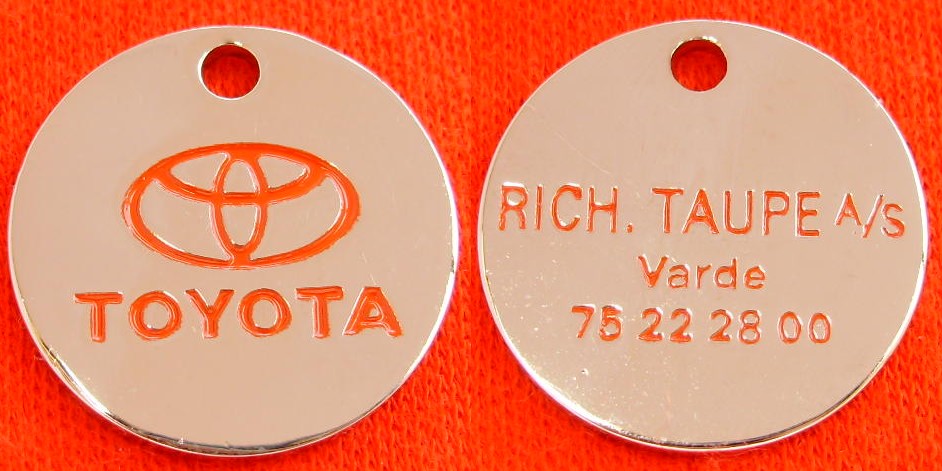 TOYOTA
RICH. TAUPE A/S
Varde
75 22 28 00